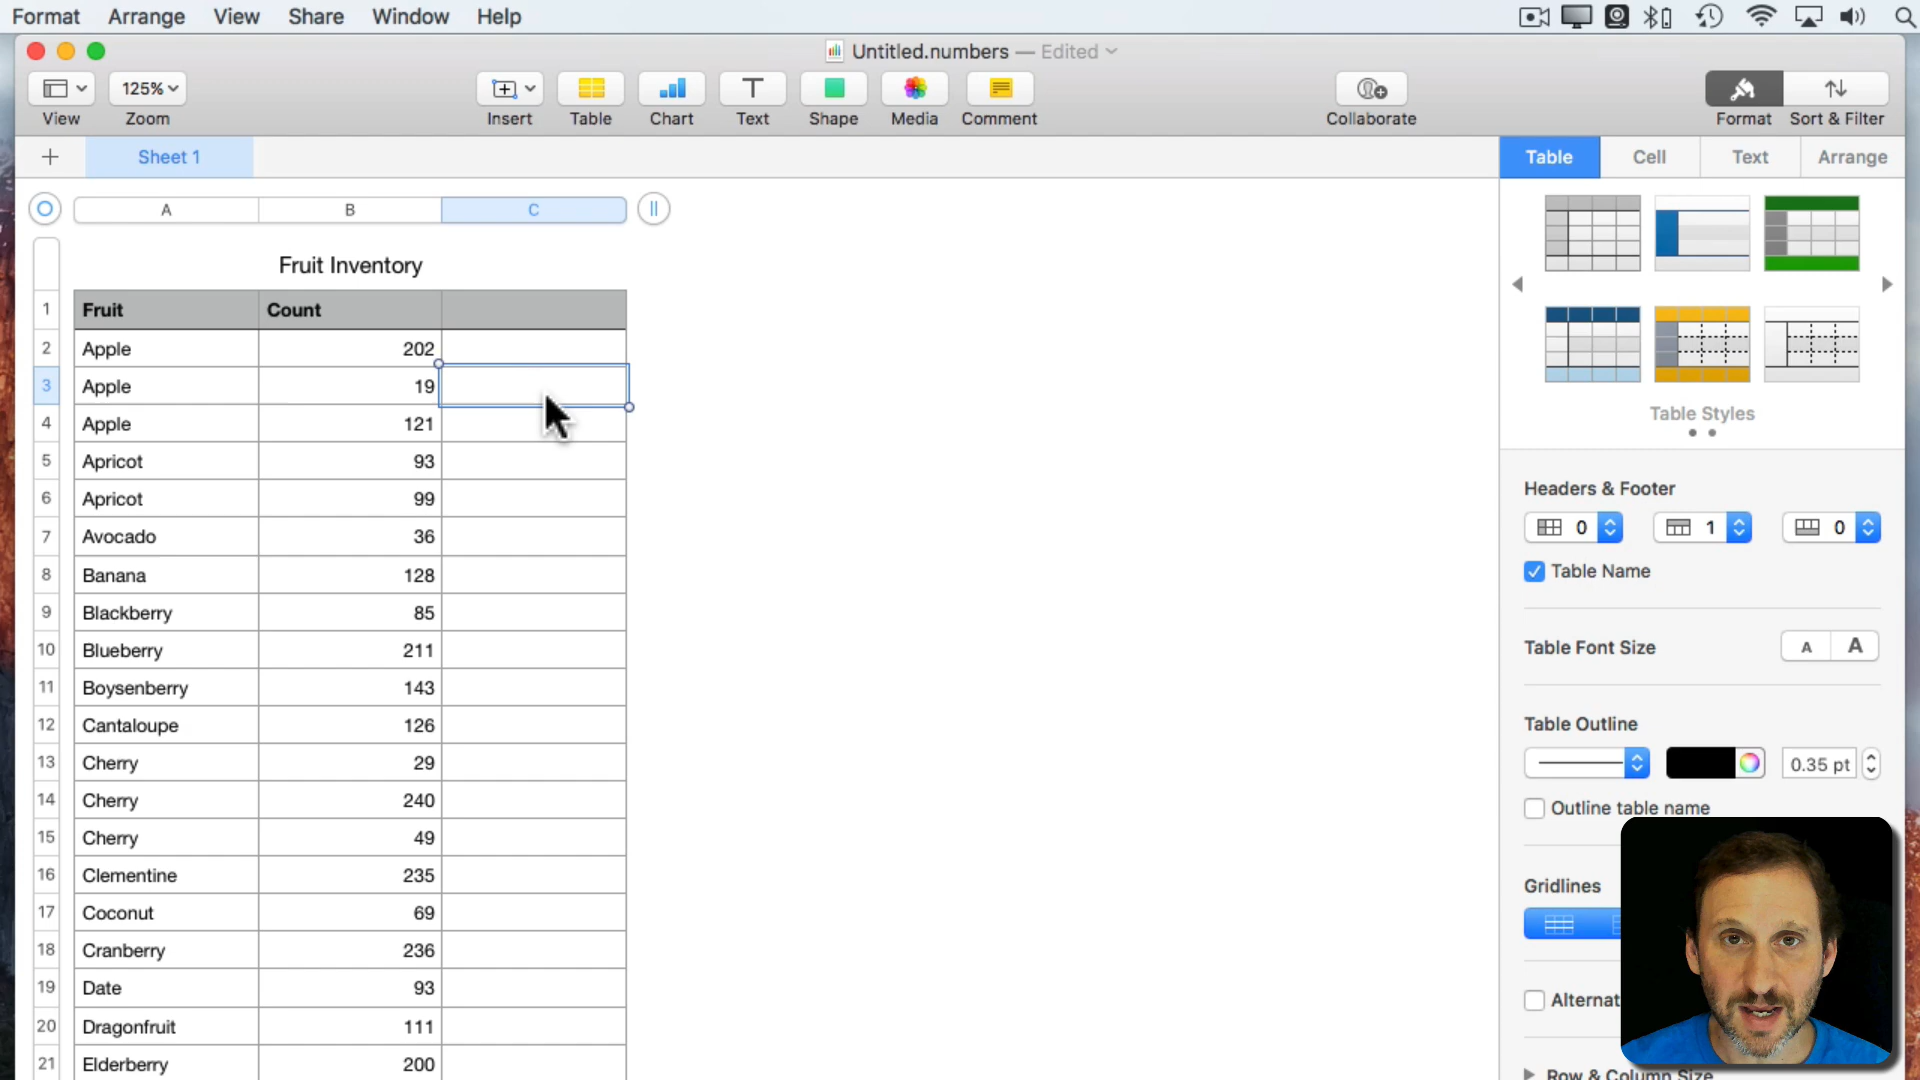 Format Arrange View Share Window Help
Untitled.numbers — Edited
125%
View Zoom Insert Table Chart Text Shape Media Comment Collaborate Format Sort & Filter
Sheet 1
Table Cell Text Arrange
A B C
Fruit Inventory
1 Fruit Count
2 Apple 202
3 Apple 19
4 Apple 121
5 Apricot 93
6 Apricot 99
7 Avocado 36
8 Banana 128
9 Blackberry 85
10 Blueberry 211
11 Boysenberry 143
12 Cantaloupe 126
13 Cherry 29
14 Cherry 240
15 Cherry 49
16 Clementine 235
17 Coconut 69
18 Cranberry 236
19 Date 93
20 Dragonfruit 111
21 Elderberry 200
Table Styles
Headers & Footer
0 1 0
Table Name
Table Font Size A A
Table Outline
0.35 pt
Outline table name
Gridlines
Alternat
Row & Column Size